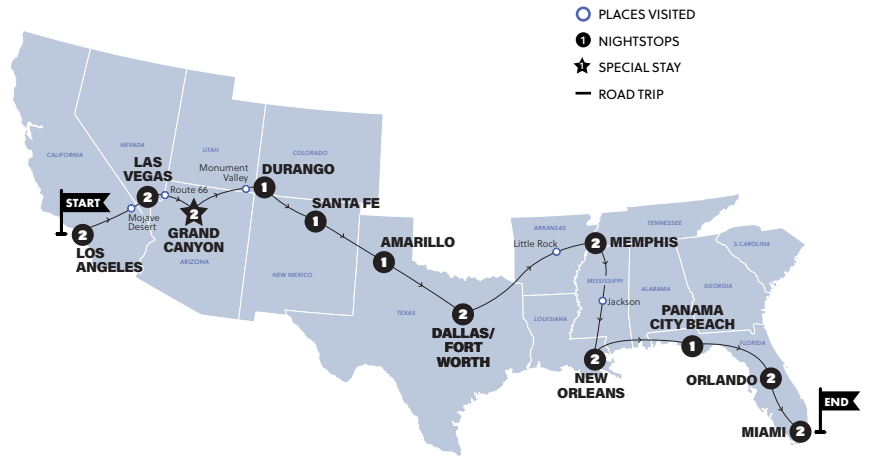 PLACES VISITED
1 NIGHTSTOPS
1 SPECIAL STAY
ROAD TRIP
CALIFORNIA
NEVADA
UTAH
COLORADO
START
2
LOS
ANGELES
Mojave
Desert
LAS
VEGAS
2
Route 66
2
GRAND
CANYON
ARIZONA
Monument
Valley
DURANGO
1
SANTA FE
1
NEW MEXICO
AMARILLO
1
TEXAS
2
DALLAS/
FORT
WORTH
ARKANSAS
Little Rock
2 MEMPHIS
TENNESSEE
S.CAROLINA
MISSISSIPPI
ALABAMA
GEORGIA
Jackson
LOUISIANA
2
NEW
ORLEANS
PANAMA
CITY BEACH
1
FLORIDA
ORLANDO 2
END
MIAMI 2